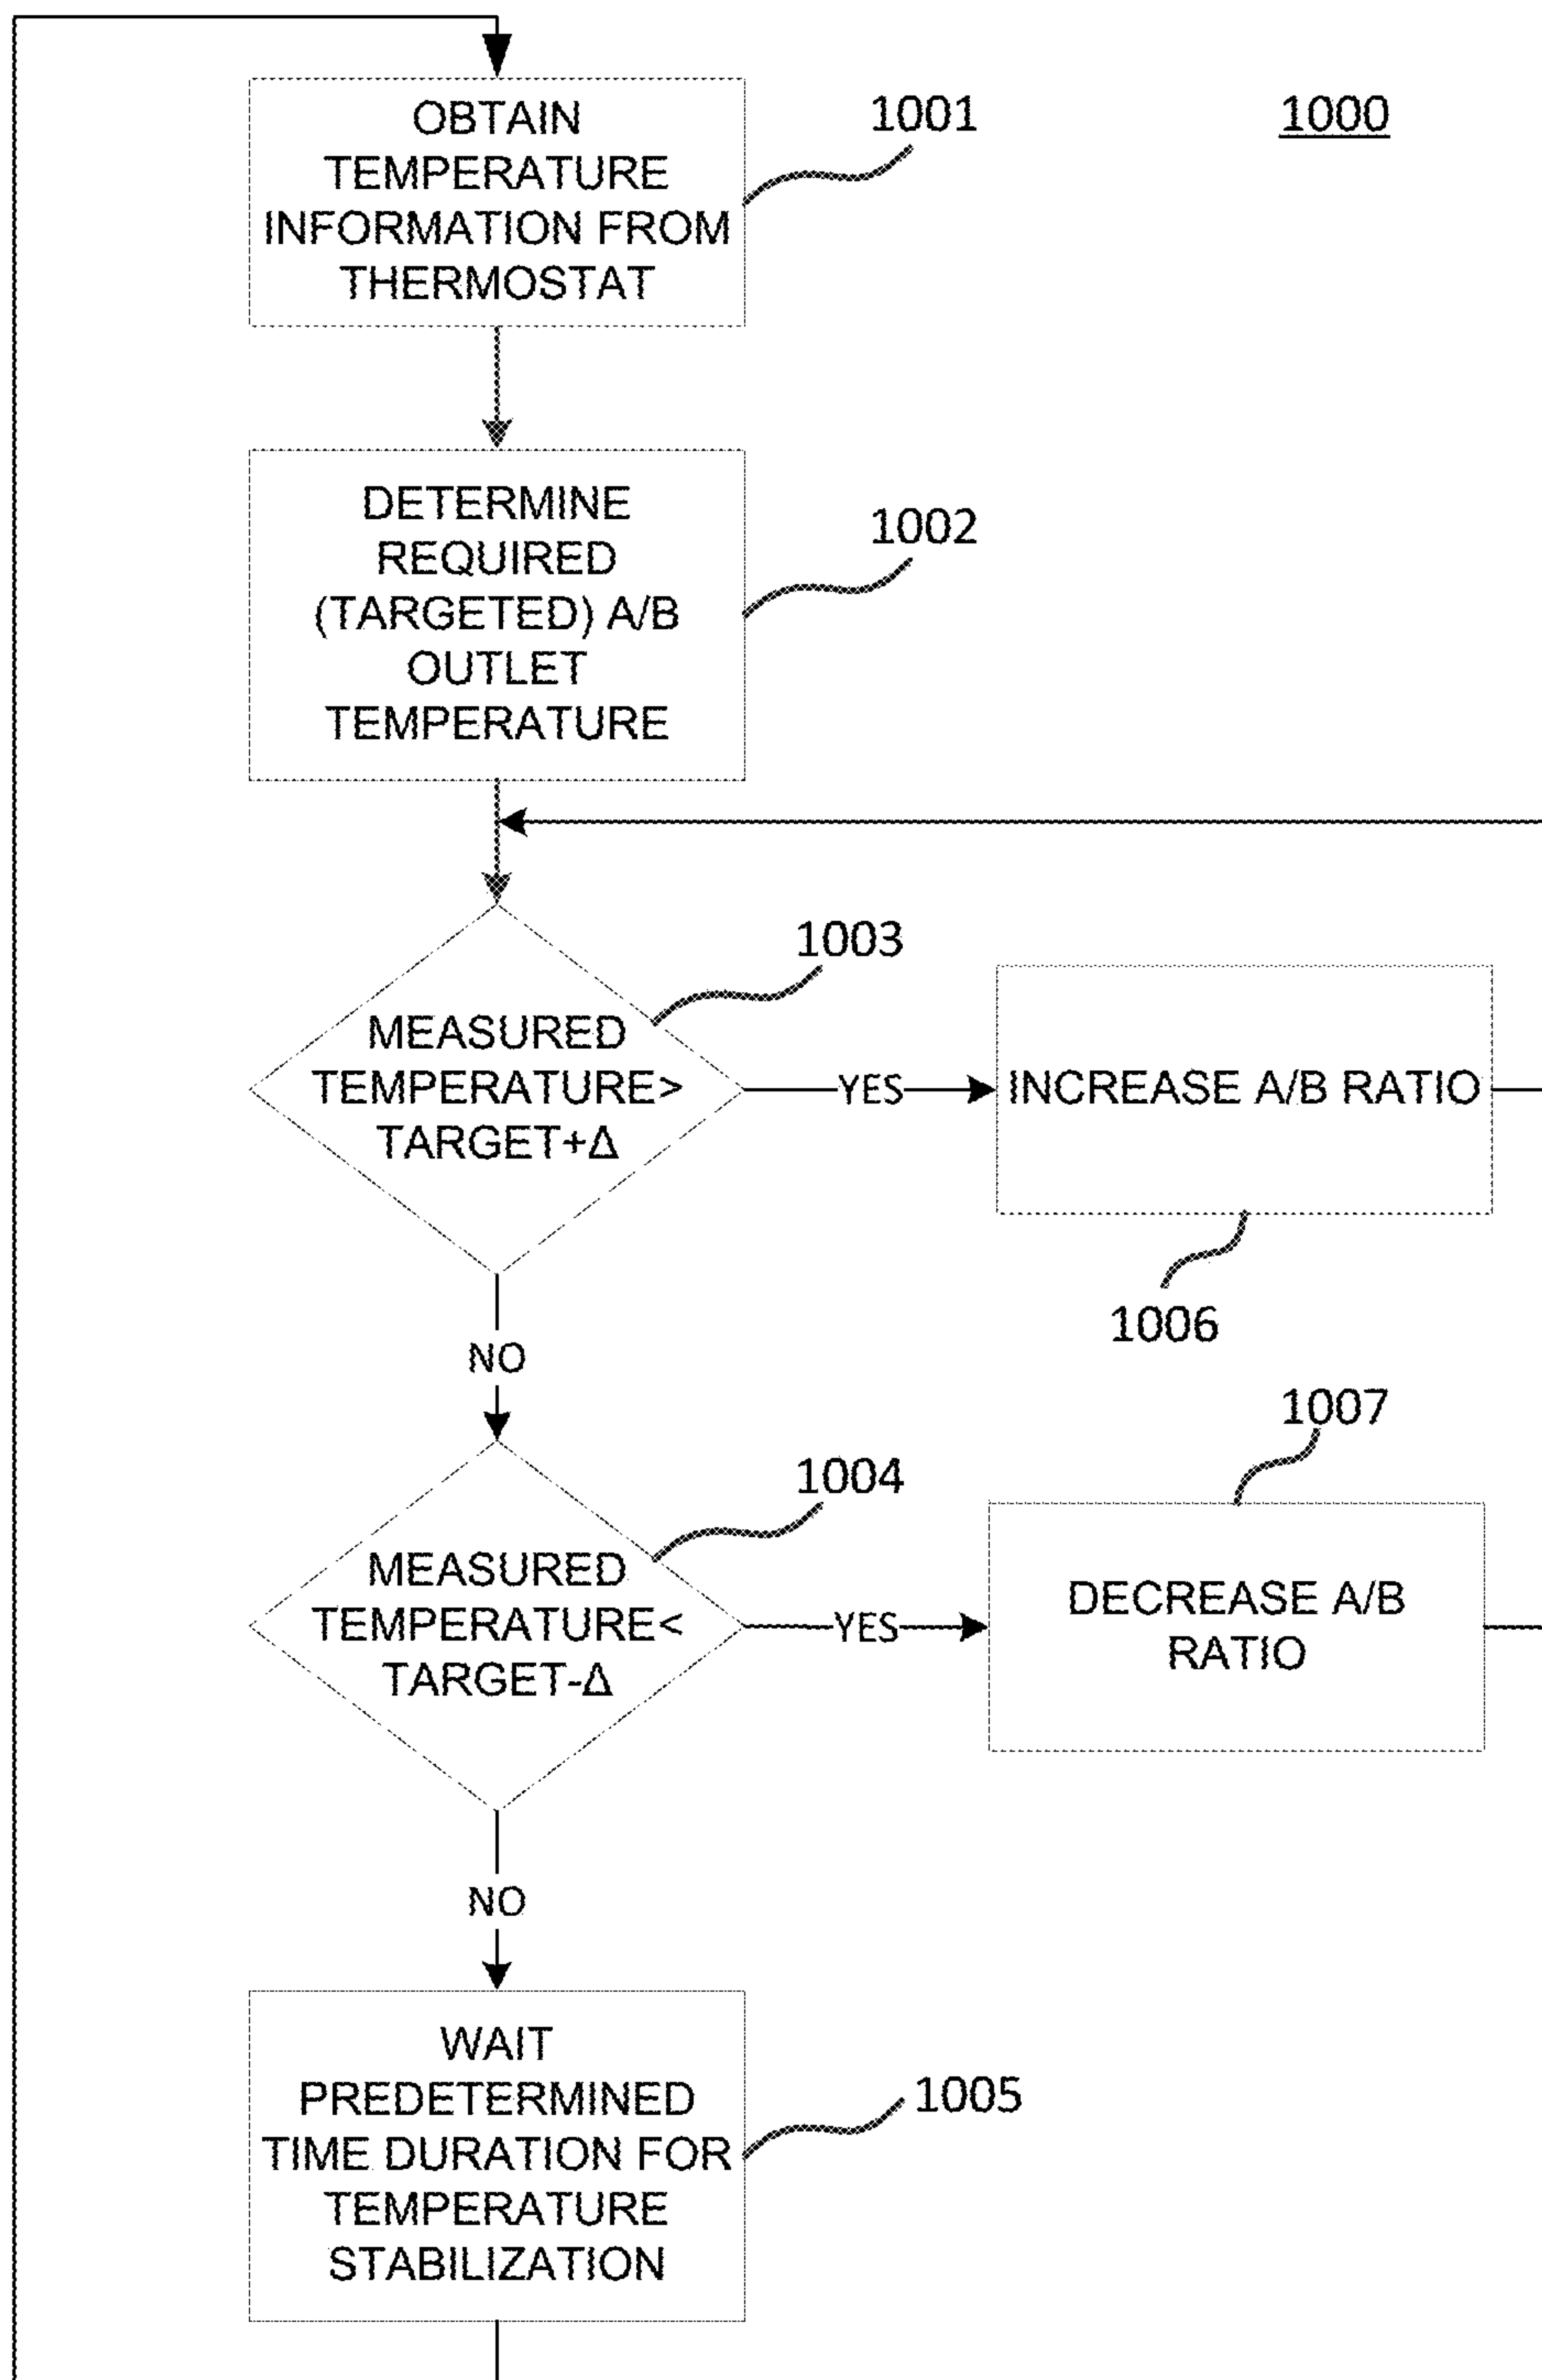 OBTAIN
TEMPERATURE
INFORMATION FROM
THERMOSTAT
1001
1000
DETERMINE
REQUIRED
(TARGETED) A/B
OUTLET
TEMPERATURE
1002
MEASURED
TEMPERATURE>
TARGET+Δ
1003
YES
INCREASE A/B RATIO
1006
NO
MEASURED
TEMPERATURE<
TARGET-Δ
1004
YES
1007
DECREASE A/B
RATIO
NO
WAIT
PREDETERMINED
TIME DURATION FOR
TEMPERATURE
STABILIZATION
1005